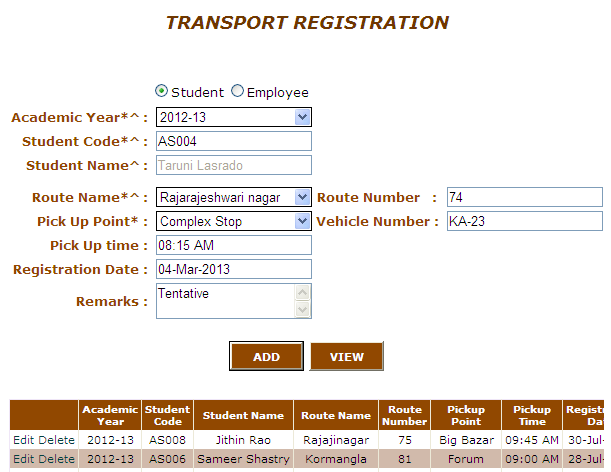 TRANSPORT REGISTRATION
Student Employee
Academic Year*^ : 2012-13
Student Code*^ : AS004
Student Name^ : Taruni Lasrado
Route Name*^ : Rajarajeshwari nagar Route Number : 74
Pick Up Point* : Complex Stop Vehicle Number : KA-23
Pick Up time : 08:15 AM
Registration Date : 04-Mar-2013
Remarks : Tentative
ADD VIEW
Academic Year Student Code Student Name Route Name Route Number Pickup Point Pickup Time Registr Da
Edit Delete 2012-13 AS008 Jithin Rao Rajajinagar 75 Big Bazar 09:45 AM 30-Jul-
Edit Delete 2012-13 AS006 Sameer Shastry Kormangla 81 Forum 09:00 AM 28-Jul-